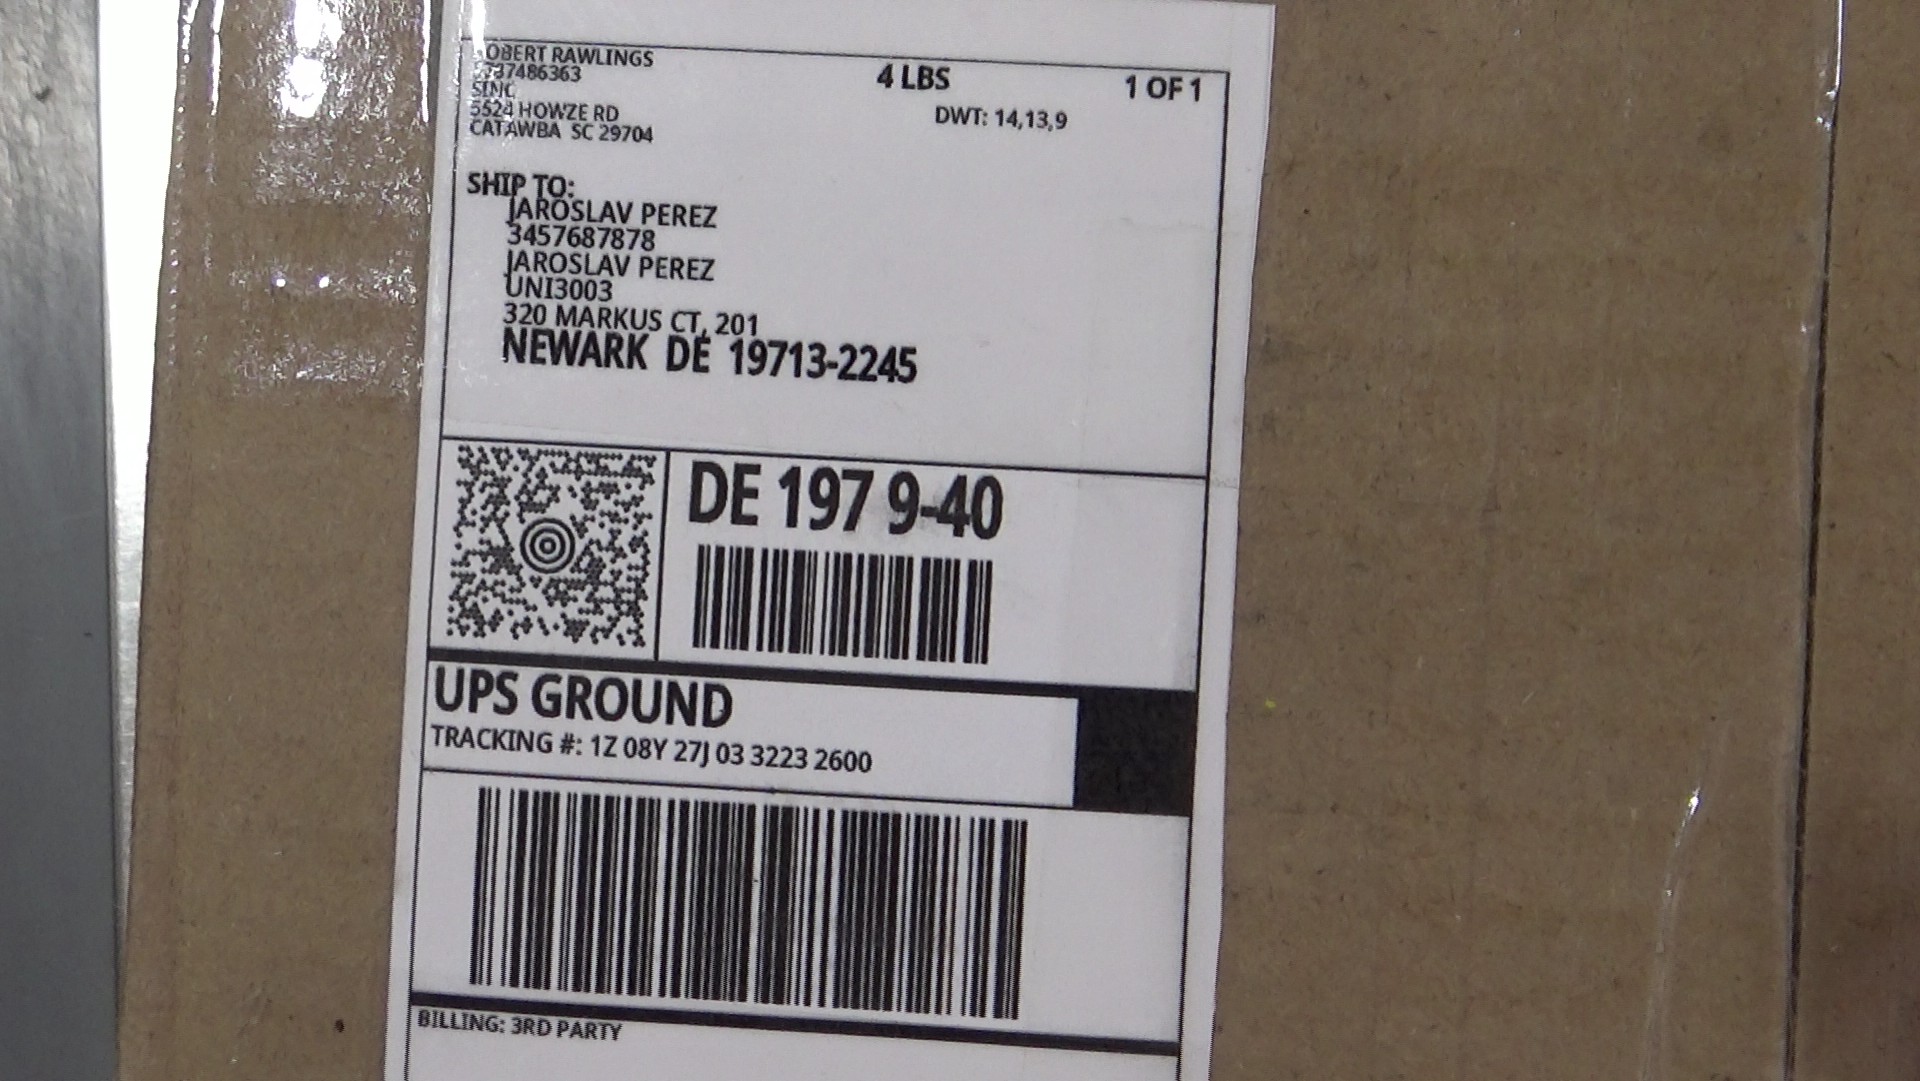 OBERT RAWLINGS
37486363
SINC
5524 HOWZE RD
CATAWBA SC 29704
4 LBS
1 OF 1
DWT: 14,13,9
SHIP TO:
JAROSLAV PEREZ
3457687878
JAROSLAV PEREZ
UNI3003
320 MARKUS CT, 201
NEWARK DE 19713-2245
DE 197 9-40
UPS GROUND
TRACKING #: 1Z 08Y 27J 03 3223 2600
BILLING: 3RD PARTY